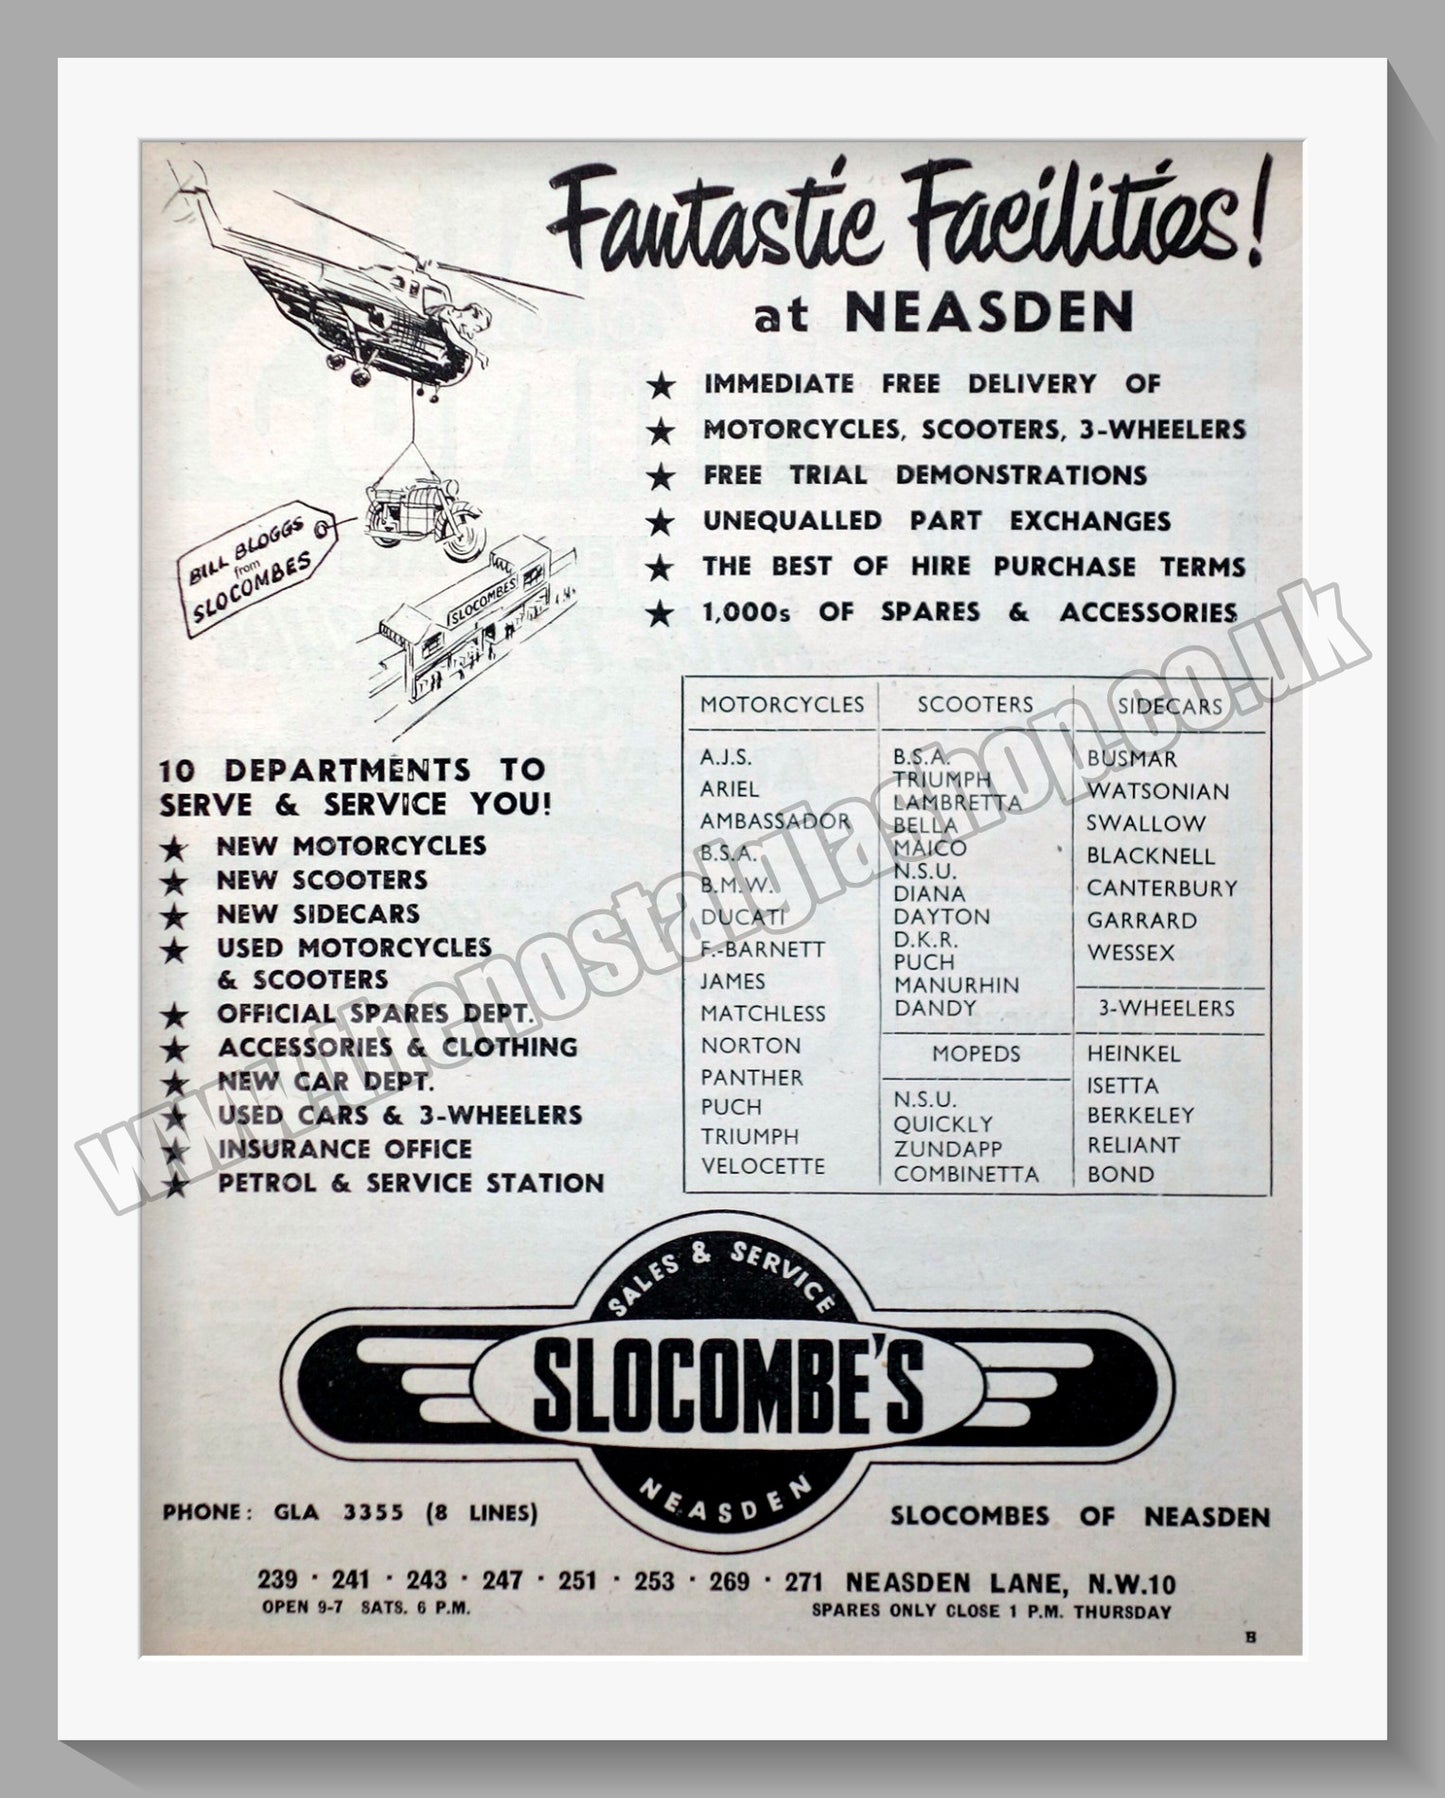 Fantastic Facilities!
at NEASDEN
★ IMMEDIATE FREE DELIVERY OF
★ MOTORCYCLES, SCOOTERS, 3-WHEELERS
★ FREE TRIAL DEMONSTRATIONS
★ UNEQUALLED PART EXCHANGES
★ THE BEST OF HIRE PURCHASE TERMS
★ 1,000s OF SPARES & ACCESSORIES
BILL BLOGGS
from
SLOCOMBES
SLOCOMBES
10 DEPARTMENTS TO
SERVE & SERVICE YOU!
★ NEW MOTORCYCLES
★ NEW SCOOTERS
★ NEW SIDECARS
★ USED MOTORCYCLES
& SCOOTERS
★ OFFICIAL SPARES DEPT.
★ ACCESSORIES & CLOTHING
★ NEW CAR DEPT.
★ USED CARS & 3-WHEELERS
★ INSURANCE OFFICE
★ PETROL & SERVICE STATION
MOTORCYCLES
A.J.S.
ARIEL
AMBASSADOR
B.S.A.
B.M.W.
DUCATI
F.-BARNETT
JAMES
MATCHLESS
NORTON
PANTHER
PUCH
TRIUMPH
VELOCETTE
SCOOTERS
B.S.A.
TRIUMPH
LAMBRETTA
BELLA
MAICO
N.S.U.
DIANA
DAYTON
D.K.R.
PUCH
MANURHIN
DANDY
MOPEDS
N.S.U.
QUICKLY
ZUNDAPP
COMBINETTA
SIDECARS
BUSMAR
WATSONIAN
SWALLOW
BLACKNELL
CANTERBURY
GARRARD
WESSEX
3-WHEELERS
HEINKEL
ISETTA
BERKELEY
RELIANT
BOND
www.thenostalgiashop.co.uk
SALES & SERVICE
SLOCOMBE'S
NEASDEN
PHONE: GLA 3355 (8 LINES)
SLOCOMBES OF NEASDEN
239 · 241 · 243 · 247 · 251 · 253 · 269 · 271 NEASDEN LANE, N.W.10
OPEN 9-7 SATS. 6 P.M.
SPARES ONLY CLOSE 1 P.M. THURSDAY
B